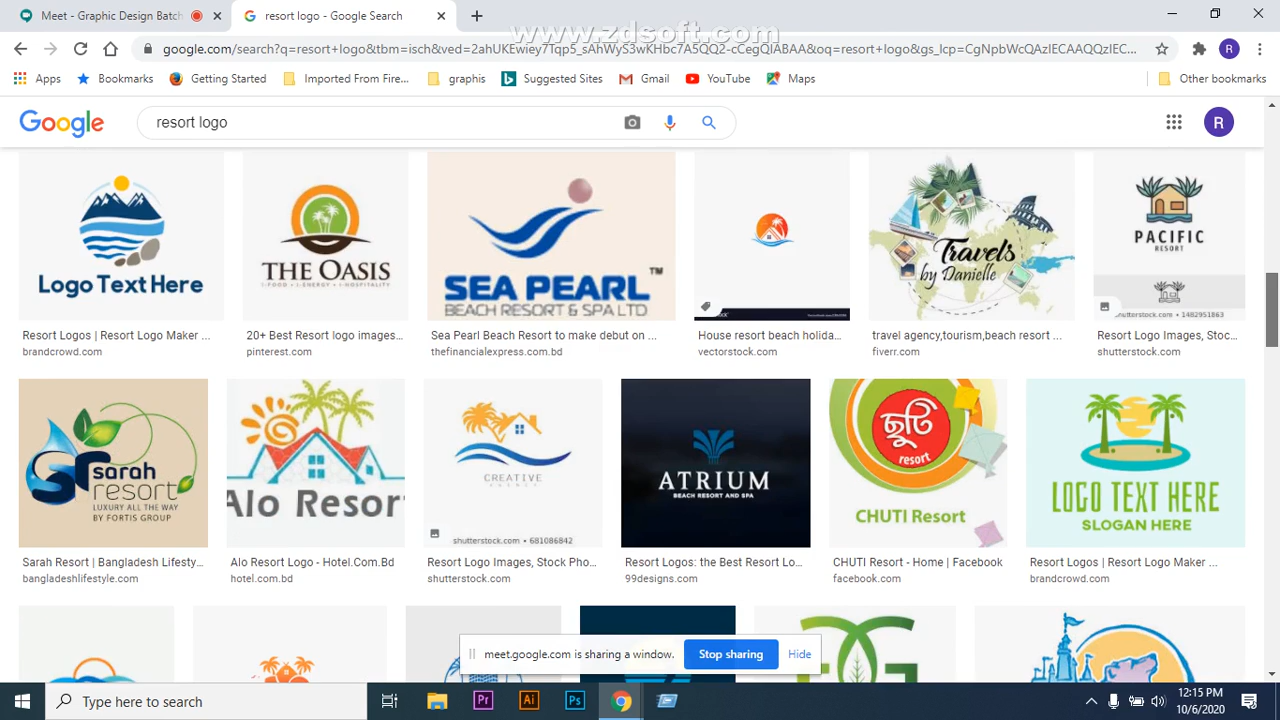 Meet - Graphic Design Batch
resort logo - Google Search
www.zdsoft.com
google.com/search?q=resort+logo&tbm=isch&ved=2ahUKEwiey7Tqp5_sAhWyS3wKHbc7A5QQ2-cCegQIABAA&oq=resort+logo&gs_lcp=CgNpbWcQAzIECAAQQzIEC...
R
Apps
Bookmarks
Getting Started
Imported From Fire...
graphis
Suggested Sites
Gmail
YouTube
Maps
Other bookmarks
Google
resort logo
R
Logo Text Here
THE OASIS
SEA PEARL ™
BEACH RESORT & SPA LTD
Travels
by Danielle
PACIFIC
RESORT
shutterstock.com • 1482951863
Resort Logos | Resort Logo Maker ...
brandcrowd.com
20+ Best Resort logo images...
pinterest.com
Sea Pearl Beach Resort to make debut on ...
thefinancialexpress.com.bd
House resort beach holida...
vectorstock.com
travel agency,tourism,beach resort ...
fiverr.com
Resort Logo Images, Stoc...
shutterstock.com
sarah
resort
LUXURY ALL THE WAY
BY FORTIS GROUP
Alo Resort
CREATIVE
AGENCY
shutterstock.com • 681086842
ATRIUM
BEACH RESORT AND SPA
ছুটি
resort
CHUTI Resort
LOGO TEXT HERE
SLOGAN HERE
Sarah Resort | Bangladesh Lifesty...
bangladeshlifestyle.com
Alo Resort Logo - Hotel.Com.Bd
hotel.com.bd
Resort Logo Images, Stock Pho...
shutterstock.com
Resort Logos: the Best Resort Lo...
99designs.com
CHUTI Resort - Home | Facebook
facebook.com
Resort Logos | Resort Logo Maker ...
brandcrowd.com
meet.google.com is sharing a window.
Stop sharing
Hide
Type here to search
Pr
Ai
Ps
12:15 PM
10/6/2020